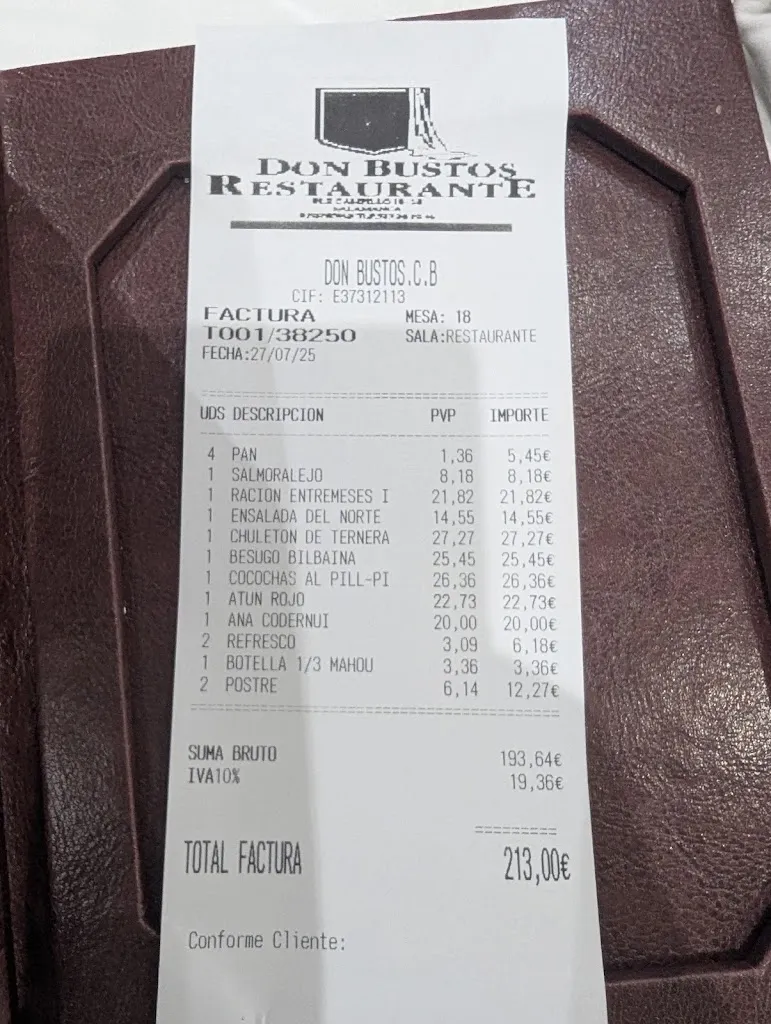 DON BUSTOS
RESTAURANTE
SALAMANCA
DON BUSTOS.C.B
CIF: E37312113
FACTURA MESA: 18
T001/38250 SALA:RESTAURANTE
FECHA:27/07/25
UDS DESCRIPCION PVP IMPORTE
4 PAN 1,36 5,45€
1 SALMORALEJO 8,18 8,18€
1 RACION ENTREMESES I 21,82 21,82€
1 ENSALADA DEL NORTE 14,55 14,55€
1 CHULETON DE TERNERA 27,27 27,27€
1 BESUGO BILBAINA 25,45 25,45€
1 COCOCHAS AL PILL-PI 26,36 26,36€
1 ATUN ROJO 22,73 22,73€
1 ANA CODERNUI 20,00 20,00€
2 REFRESCO 3,09 6,18€
1 BOTELLA 1/3 MAHOU 3,36 3,36€
2 POSTRE 6,14 12,27€
SUMA BRUTO 193,64€
IVA10% 19,36€
TOTAL FACTURA 213,00€
Conforme Cliente: